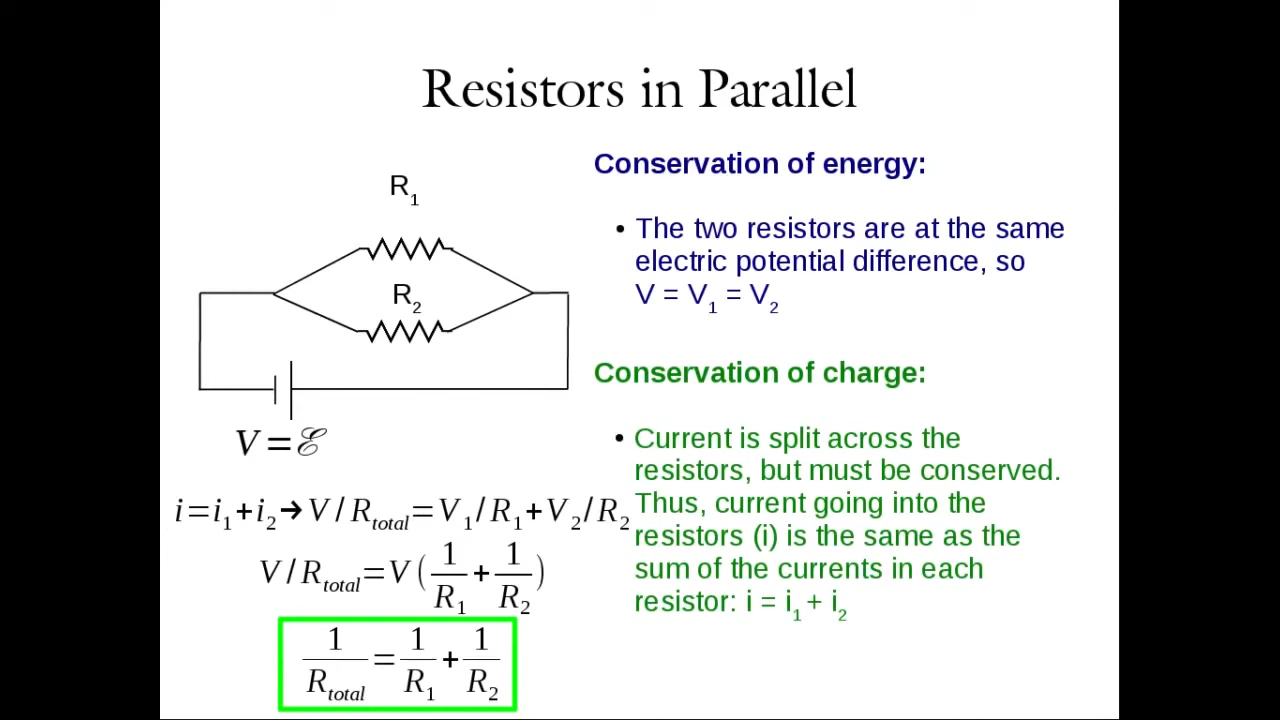 Resistors in Parallel
R₁
R₂
V = ℰ
i = i₁ + i₂ → V / R_total = V₁ / R₁ + V₂ / R₂
V / R_total = V ( 1/R₁ + 1/R₂ )
1/R_total = 1/R₁ + 1/R₂
Conservation of energy:
• The two resistors are at the same
electric potential difference, so
V = V₁ = V₂
Conservation of charge:
• Current is split across the
resistors, but must be conserved.
Thus, current going into the
resistors (i) is the same as the
sum of the currents in each
resistor: i = i₁ + i₂